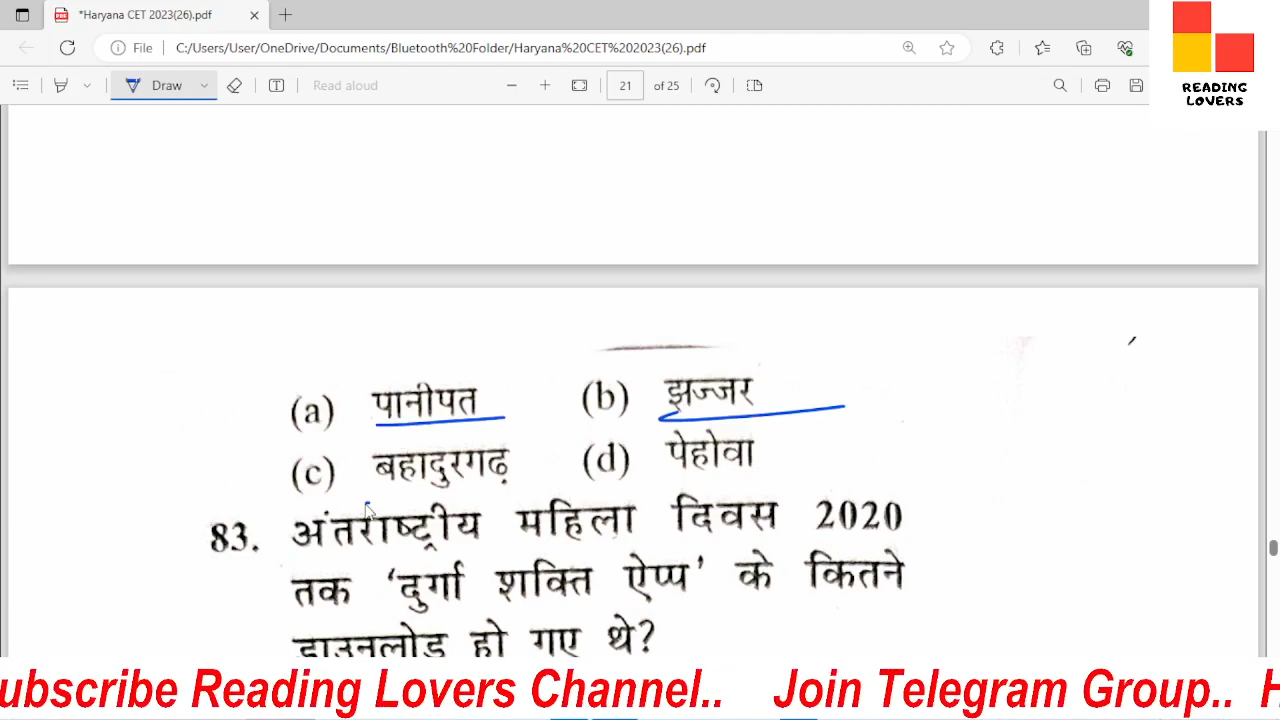 *Haryana CET 2023(26).pdf
File C:/Users/User/OneDrive/Documents/Bluetooth%20Folder/Haryana%20CET%202023(26).pdf
Draw Read aloud 21 of 25
READING
LOVERS
(a) पानीपत (b) झज्जर
(c) बहादुरगढ़ (d) पेहोवा
83. अंतराष्ट्रीय महिला दिवस 2020
तक ‘दुर्गा शक्ति ऐप्प’ के कितने
डाउनलोड हो गए थे?
ubscribe Reading Lovers Channel.. Join Telegram Group.. H